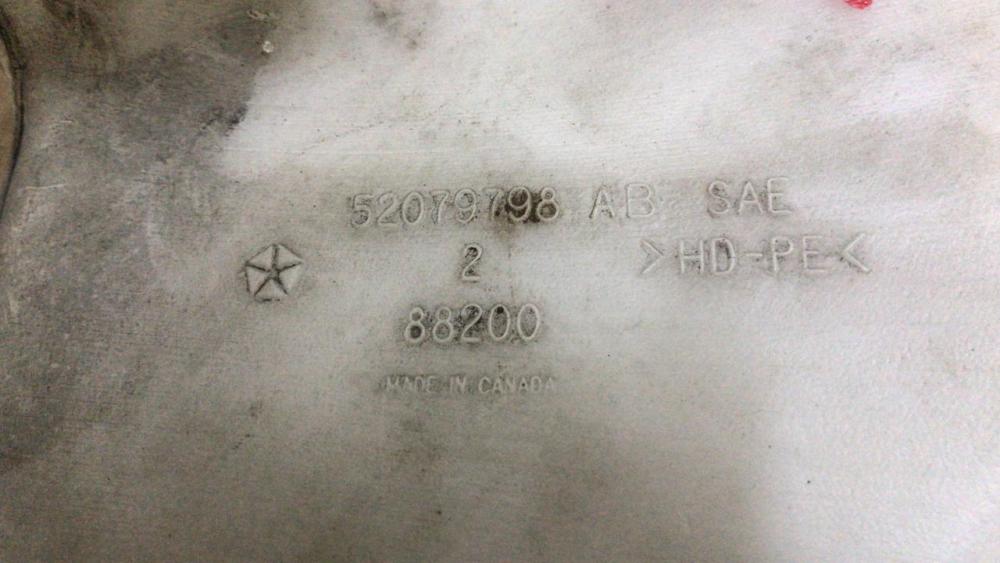 52079798 AB SAE
2 >HD-PE<
88200
MADE IN CANADA